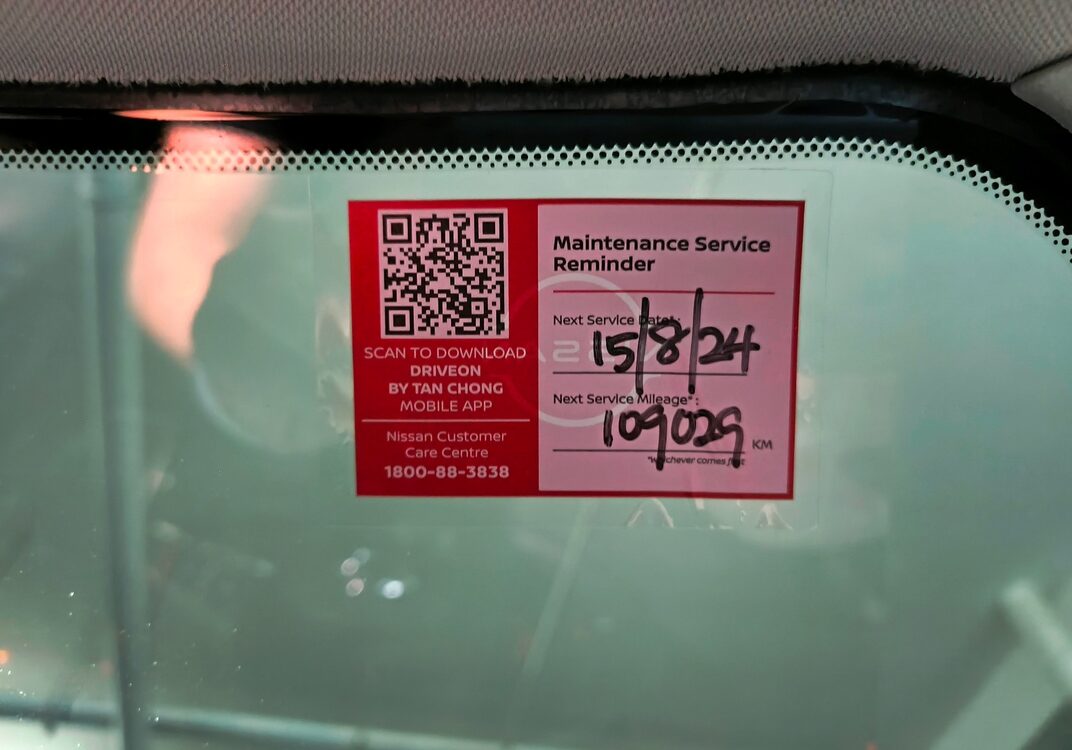 SCAN TO DOWNLOAD
DRIVEON
BY TAN CHONG
MOBILE APP
Nissan Customer
Care Centre
1800-88-3838
Maintenance Service
Reminder
Next Service Date*:
15/8/24
Next Service Mileage*:
109029 KM
*whichever comes first